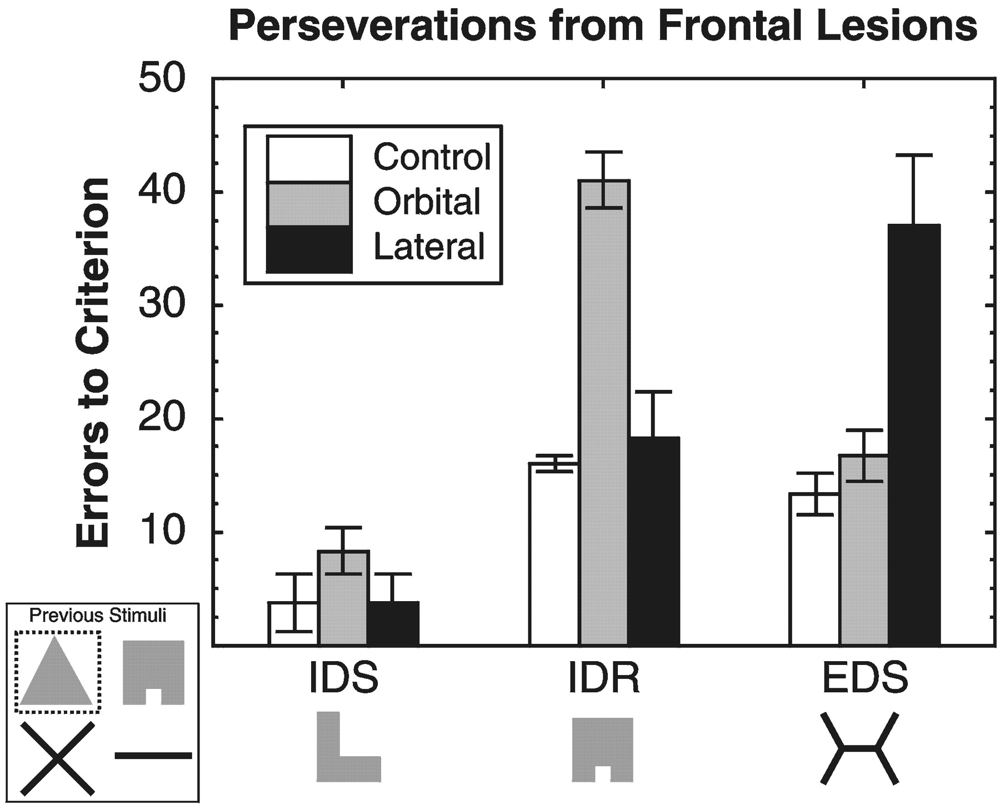 Perseverations from Frontal Lesions
50
40
30
20
10
Errors to Criterion
Control
Orbital
Lateral
IDS
IDR
EDS
Previous Stimuli